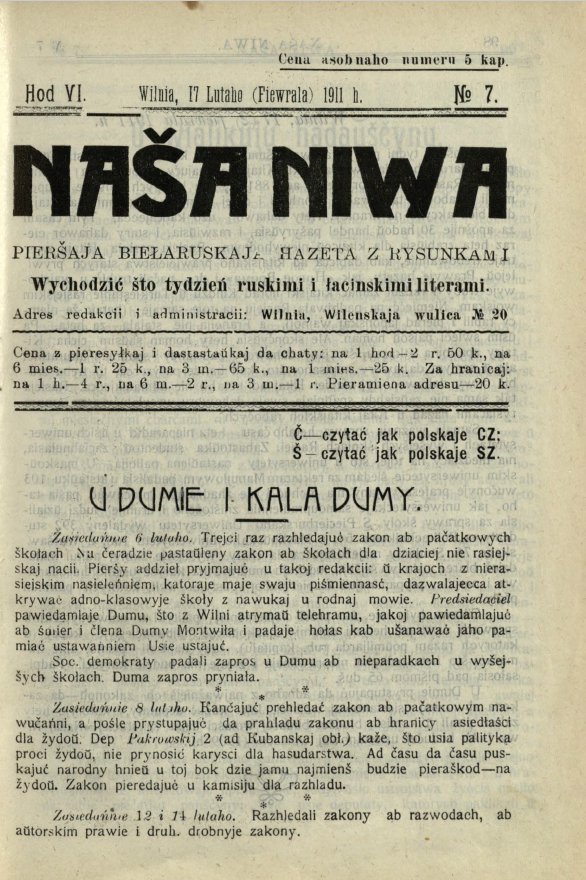 Cena asobnaho numeru 5 kap.
Hod VI. Wilnia, 17 Lutaho (Fiewrala) 1911 h. № 7.
NAŠA NIWA
PIERŠAJA BIEŁARUSKAJA HAZETA Z RYSUNKAMI
Wychodzić što tydzień ruskimi i łacinskimi literami.
Adres redakcii i administracii: Wilnia, Wilenskaja wulica № 20
Cena z pieresyłkaj i dastastaŭkaj da chaty: na 1 hod—2 r. 50 k., na
6 mies.—1 r. 25 k., na 3 m.—65 k., na 1 mies.—25 k. Za hranicaj:
na 1 h.—4 r., na 6 m.—2 r., na 3 m.—1 r. Pieramiena adresu—20 k.
Č—czytać jak polskaje CZ;
Š—czytać jak polskaje SZ.
U DUMIE I KALA DUMY.
Zasiedańnie 6 lutaho. Trejci raz razhledajuć zakon ab pačatkowych
škołach Na čeradzie pastaŭleny zakon ab škołach dla dziaciej nie rasiej-
skaj nacii. Pieršy addzieł pryjmajuć u takoj redakcii: ŭ krajoch z niera-
siejskim nasieleńniem, katoraje maje swaju piśmiennasć, dazwalajecca at-
krywać adno-klasowyje škoły z nawukaj u rodnaj mowie. Predsiedaciel
pawiedamlaje Dumu, što z Wilni atrymaŭ telehramu, jakoj pawiedamlajuć
ab śmierci člena Dumy Montwiła i padaje hołas kab ušanawać jaho pa-
miać ustawańniem Usie ustajuć.
Soc. demokraty padali zapros u Dumu ab nieparadkach u wyšej-
šych škołach. Duma zapros pryniała.
* * *
Zasiedańnie 8 lutaho. Kančajuć prehledać zakon ab pačatkowym na-
wučańni, a pośle prystupajuć da prahladu zakonu ab hranicy asiedłaści
dla žydoŭ. Dep Pakrowskij 2 (ad Kubanskaj obł.) kaže, što usia palityka
proci žydoŭ, nie prynosić karysci dla hasudarstwa. Ad času da času pus-
kajuć narodny hnieŭ u toj bok dzie jamu najmienš budzie pieraškod—na
žydoŭ. Zakon pieredajuć u kamisiju dla razhladu.
* * *
Zasiedańnie 12 i 14 lutaho. Razhledali zakony ab razwodach, ab
aŭtorskim prawie i druh. drobnyje zakony.